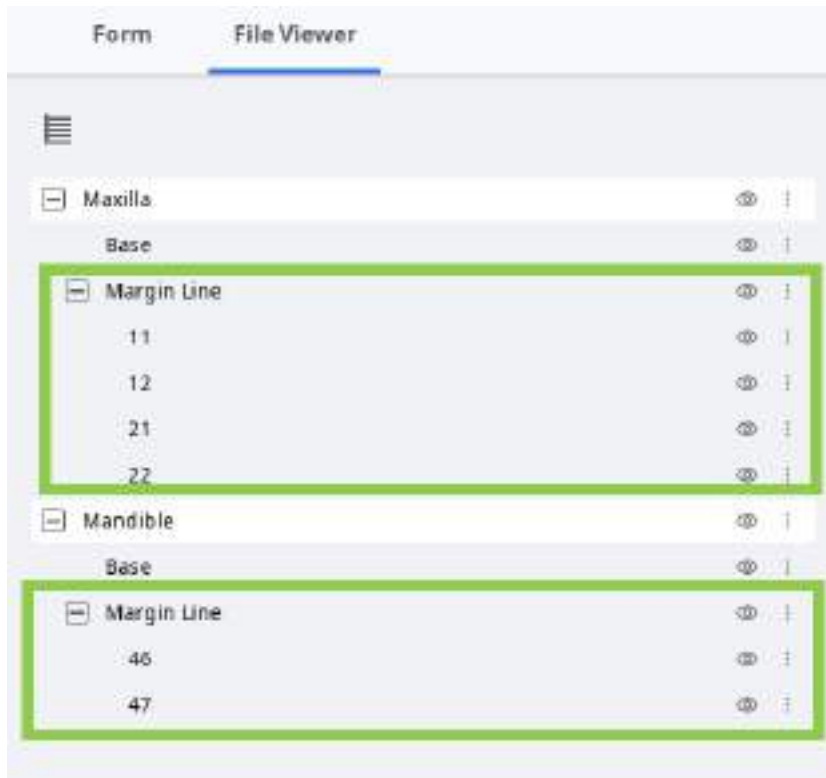 Form File Viewer
Maxilla
Base
Margin Line
11
12
21
22
Mandible
Base
Margin Line
46
47